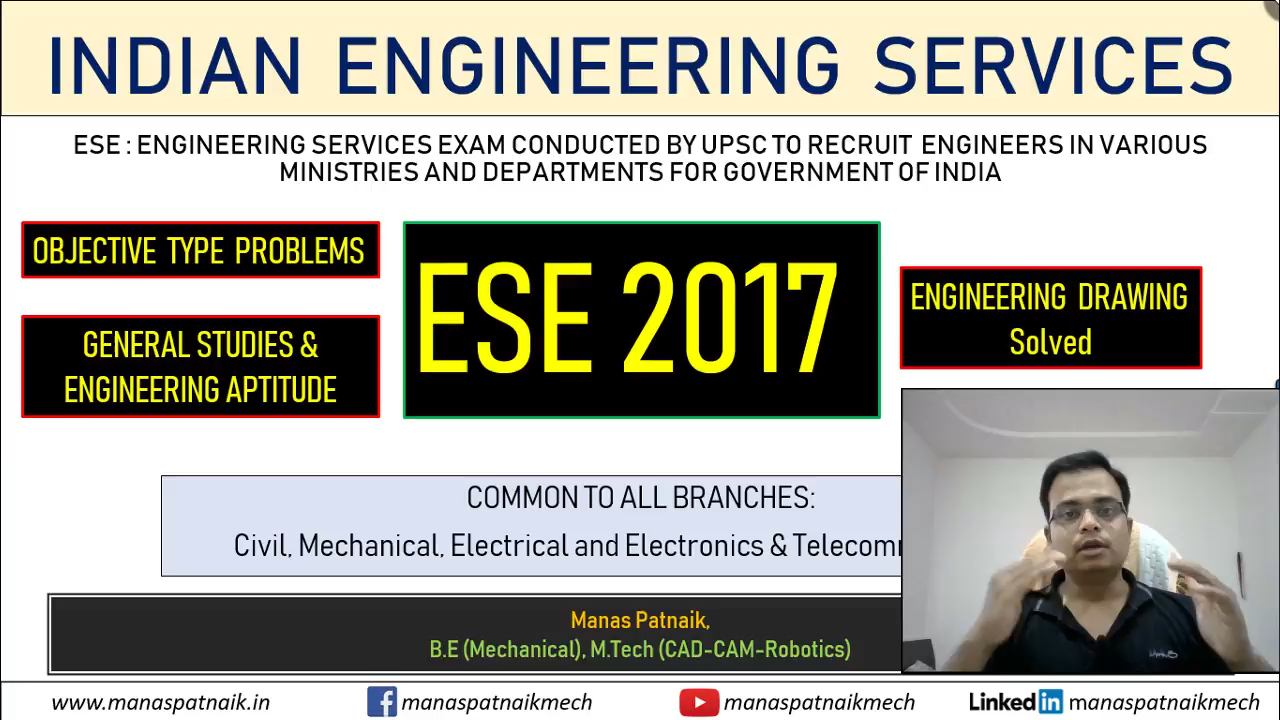 INDIAN ENGINEERING SERVICES
ESE : ENGINEERING SERVICES EXAM CONDUCTED BY UPSC TO RECRUIT ENGINEERS IN VARIOUS
MINISTRIES AND DEPARTMENTS FOR GOVERNMENT OF INDIA
OBJECTIVE TYPE PROBLEMS
GENERAL STUDIES &
ENGINEERING APTITUDE
ESE 2017
ENGINEERING DRAWING
Solved
COMMON TO ALL BRANCHES:
Civil, Mechanical, Electrical and Electronics &
Manas Patnaik,
B.E (Mechanical), M.Tech (CAD-CAM-Robotics)
www.manaspatnaik.in
manaspatnaikmech
manaspatnaikmech
Linked in manaspatnaikmech